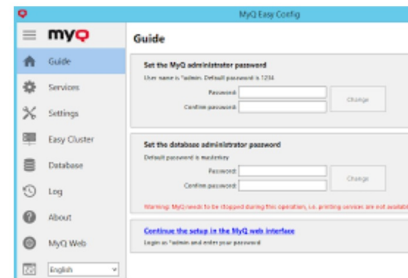 MyQ Easy Config
myQ
Guide
Services
Settings
Easy Cluster
Database
Log
About
MyQ Web
English
Guide
Set the MyQ administrator password
User name is *admin. Default password is 1234.
Password:
Confirm password:
Change
Set the database administrator password
Default password is masterkey
Password:
Confirm password:
Change
Warning: MyQ needs to be stopped during this operation, i.e. printing services are not available
Continue the setup in the MyQ web interface
Login as *admin and enter your password.